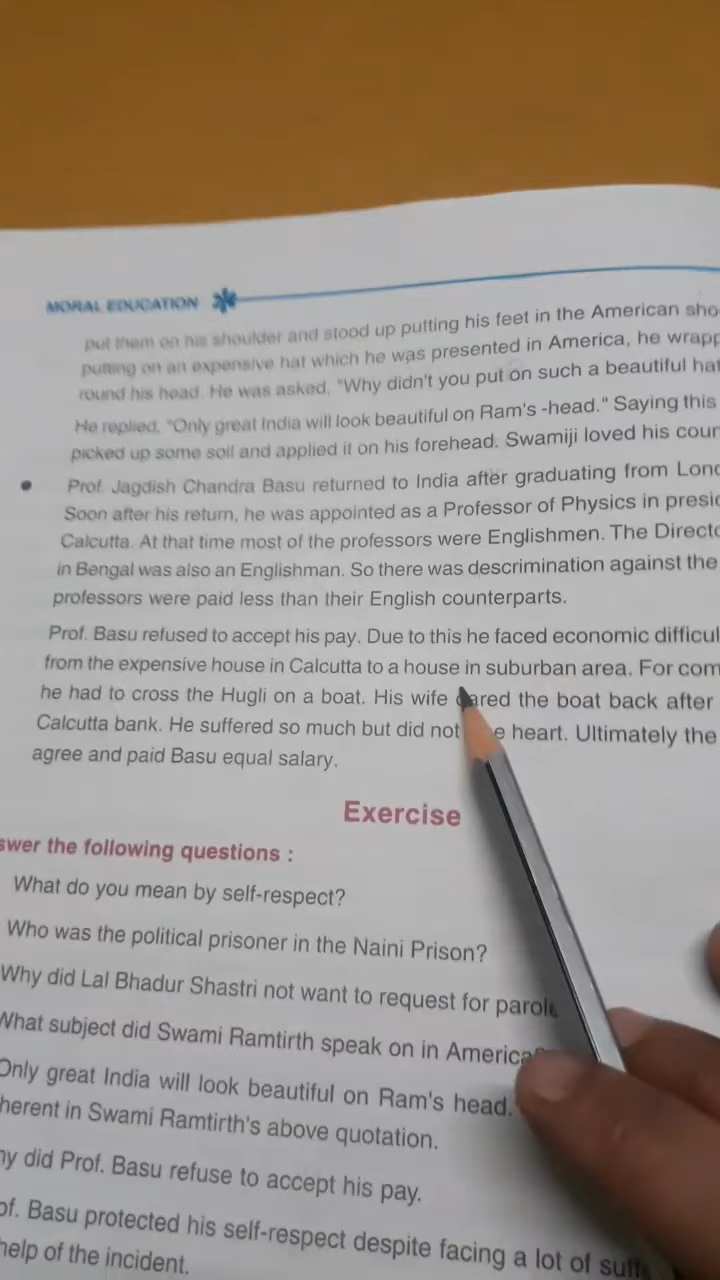 MORAL EDUCATION
put them on his shoulder and stood up putting his feet in the American sho
putting on an expensive hat which he was presented in America, he wrapp
round his head. He was asked, "Why didn't you put on such a beautiful hat
He replied, "Only great India will look beautiful on Ram's -head." Saying this
picked up some soil and applied it on his forehead. Swamiji loved his coun
• Prof. Jagdish Chandra Basu returned to India after graduating from Lond
Soon after his return, he was appointed as a Professor of Physics in presid
Calcutta. At that time most of the professors were Englishmen. The Directo
in Bengal was also an Englishman. So there was descrimination against the
professors were paid less than their English counterparts.
Prof. Basu refused to accept his pay. Due to this he faced economic difficul
from the expensive house in Calcutta to a house in suburban area. For com
he had to cross the Hugli on a boat. His wife ared the boat back after
Calcutta bank. He suffered so much but did not e heart. Ultimately the
agree and paid Basu equal salary.
Exercise
swer the following questions :
What do you mean by self-respect?
Who was the political prisoner in the Naini Prison?
Why did Lal Bhadur Shastri not want to request for parole
What subject did Swami Ramtirth speak on in America?
Only great India will look beautiful on Ram's head.
herent in Swami Ramtirth's above quotation.
hy did Prof. Basu refuse to accept his pay.
of. Basu protected his self-respect despite facing a lot of suff
help of the incident.